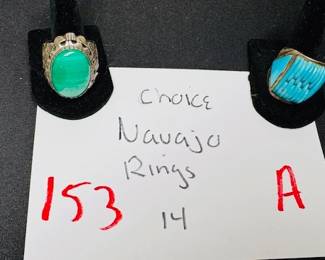 Choice
Navajo
Rings
153 14 A